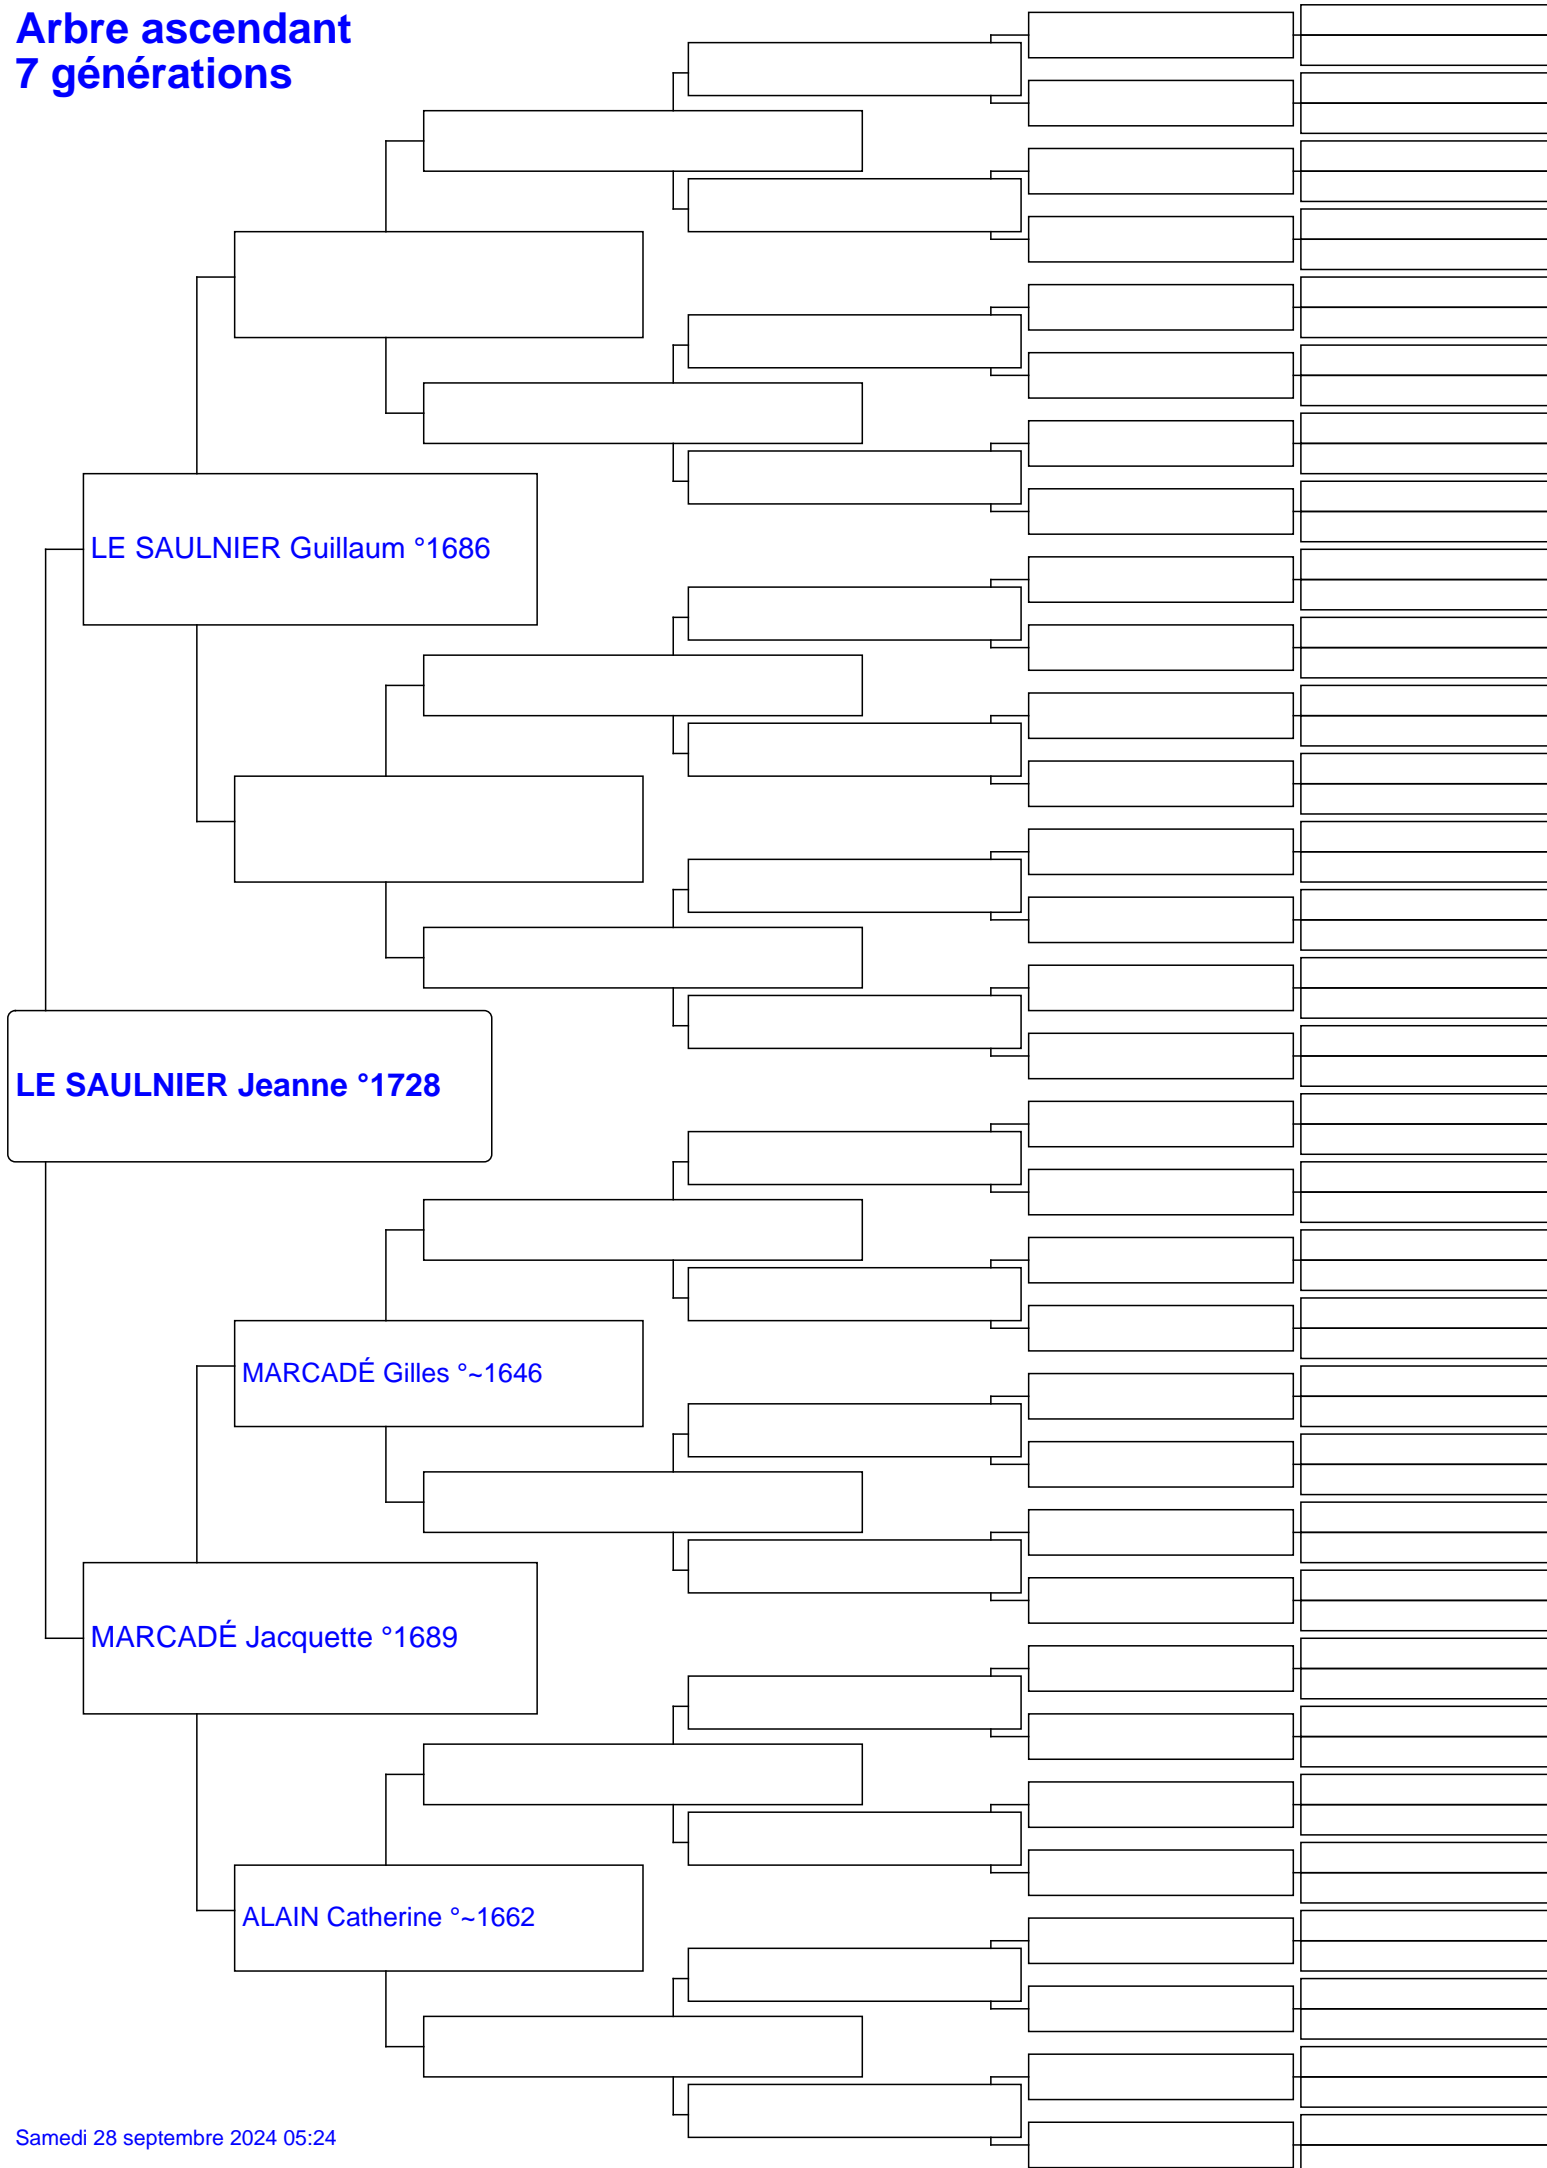 Arbre ascendant
7 générations
LE SAULNIER Guillaum °1686
LE SAULNIER Jeanne °1728
MARCADÉ Gilles °~1646
MARCADÉ Jacquette °1689
ALAIN Catherine °~1662
Samedi 28 septembre 2024 05:24